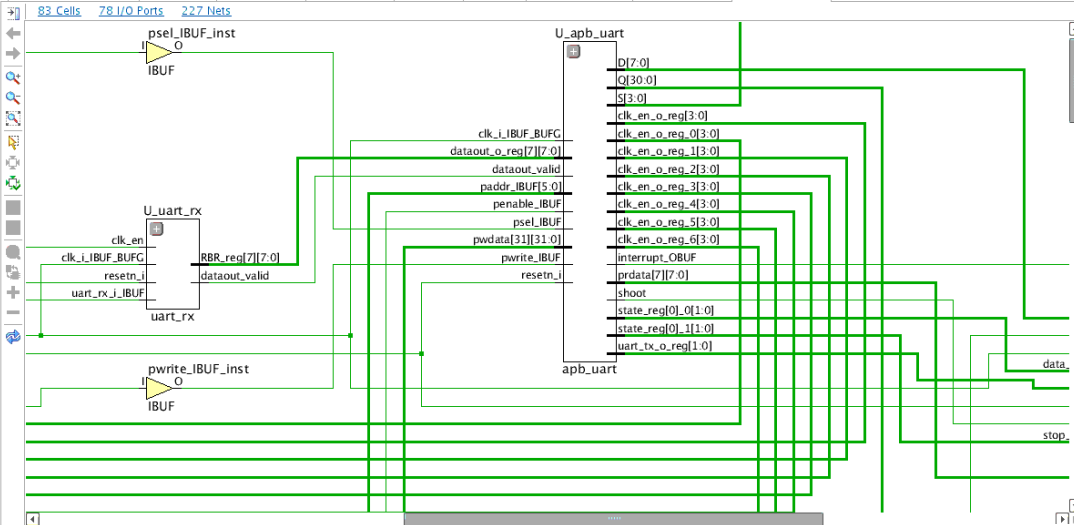 83 Cells 78 I/O Ports 227 Nets
psel_IBUF_inst
I O
IBUF
U_uart_rx
clk_en
clk_i_IBUF_BUFG
resetn_i
uart_rx_i_IBUF
RBR_reg[7][7:0]
dataout_valid
uart_rx
pwrite_IBUF_inst
I O
IBUF
U_apb_uart
clk_i_IBUF_BUFG
dataout_o_reg[7][7:0]
dataout_valid
paddr_IBUF[5:0]
penable_IBUF
psel_IBUF
pwdata[31][31:0]
pwrite_IBUF
resetn_i
D[7:0]
Q[30:0]
S[3:0]
clk_en_o_reg[3:0]
clk_en_o_reg_0[3:0]
clk_en_o_reg_1[3:0]
clk_en_o_reg_2[3:0]
clk_en_o_reg_3[3:0]
clk_en_o_reg_4[3:0]
clk_en_o_reg_5[3:0]
clk_en_o_reg_6[3:0]
interrupt_OBUF
prdata[7][7:0]
shoot
state_reg[0]_0[1:0]
state_reg[0]_1[1:0]
uart_tx_o_reg[1:0]
apb_uart
data_
stop_